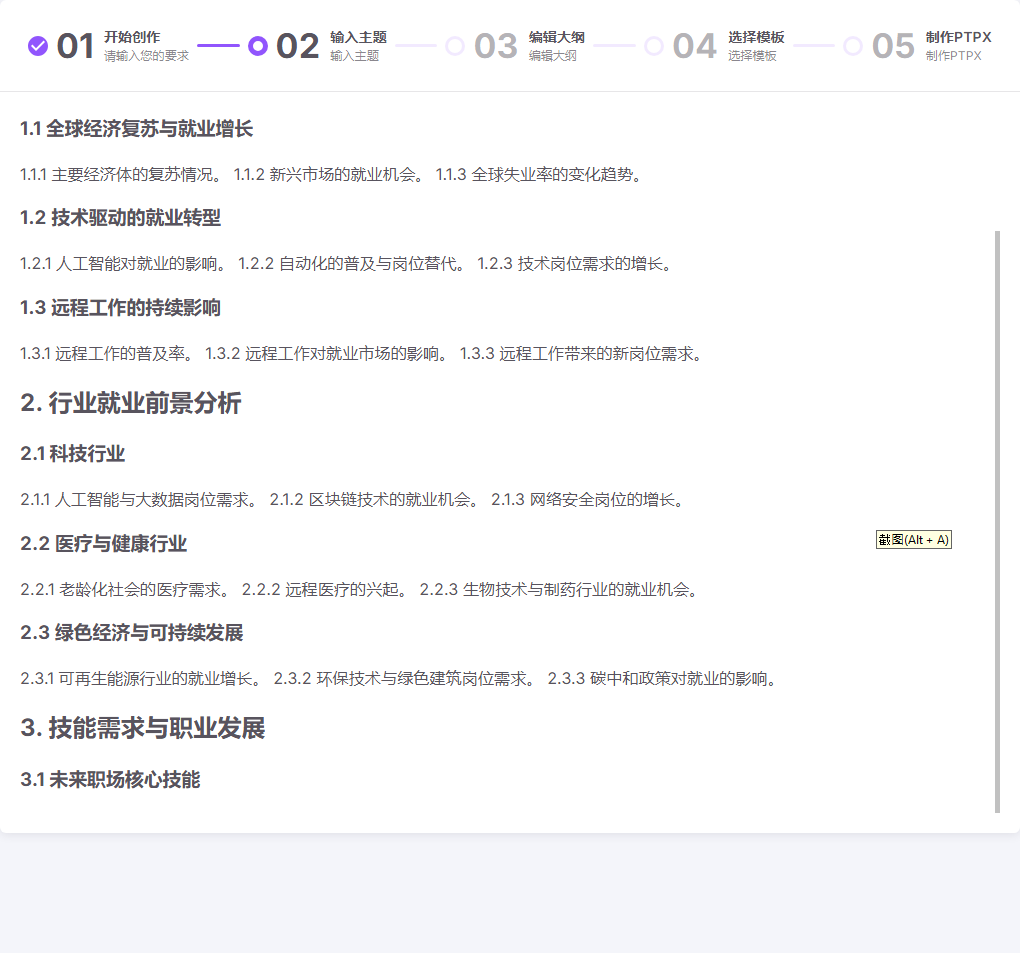 01 开始创作 02 输入主题 03 编辑大纲 04 选择模板 05 制作PTPX
请输入您的要求 输入主题 编辑大纲 选择模板 制作PTPX
1.1 全球经济复苏与就业增长
1.1.1 主要经济体的复苏情况。 1.1.2 新兴市场的就业机会。 1.1.3 全球失业率的变化趋势。
1.2 技术驱动的就业转型
1.2.1 人工智能对就业的影响。 1.2.2 自动化的普及与岗位替代。 1.2.3 技术岗位需求的增长。
1.3 远程工作的持续影响
1.3.1 远程工作的普及率。 1.3.2 远程工作对就业市场的影响。 1.3.3 远程工作带来的新岗位需求。
2. 行业就业前景分析
2.1 科技行业
2.1.1 人工智能与大数据岗位需求。 2.1.2 区块链技术的就业机会。 2.1.3 网络安全岗位的增长。
2.2 医疗与健康行业
截图(Alt + A)
2.2.1 老龄化社会的医疗需求。 2.2.2 远程医疗的兴起。 2.2.3 生物技术与制药行业的就业机会。
2.3 绿色经济与可持续发展
2.3.1 可再生能源行业的就业增长。 2.3.2 环保技术与绿色建筑岗位需求。 2.3.3 碳中和政策对就业的影响。
3. 技能需求与职业发展
3.1 未来职场核心技能